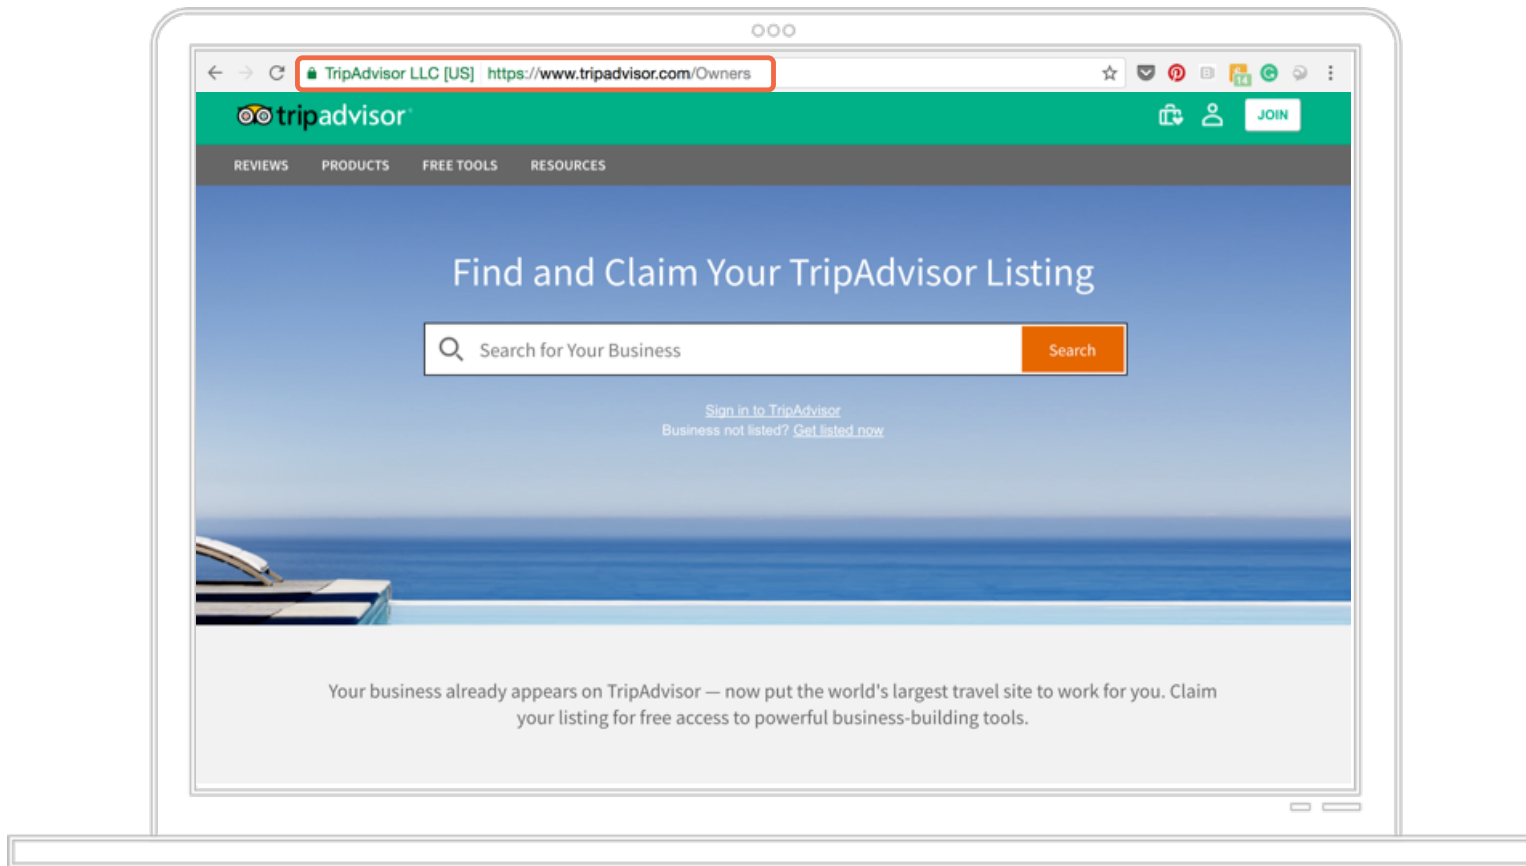 TripAdvisor LLC [US] https://www.tripadvisor.com/Owners
14
tripadvisor
JOIN
REVIEWS PRODUCTS FREE TOOLS RESOURCES
Find and Claim Your TripAdvisor Listing
Search for Your Business Search
Sign in to TripAdvisor
Business not listed? Get listed now
Your business already appears on TripAdvisor — now put the world's largest travel site to work for you. Claim
your listing for free access to powerful business-building tools.